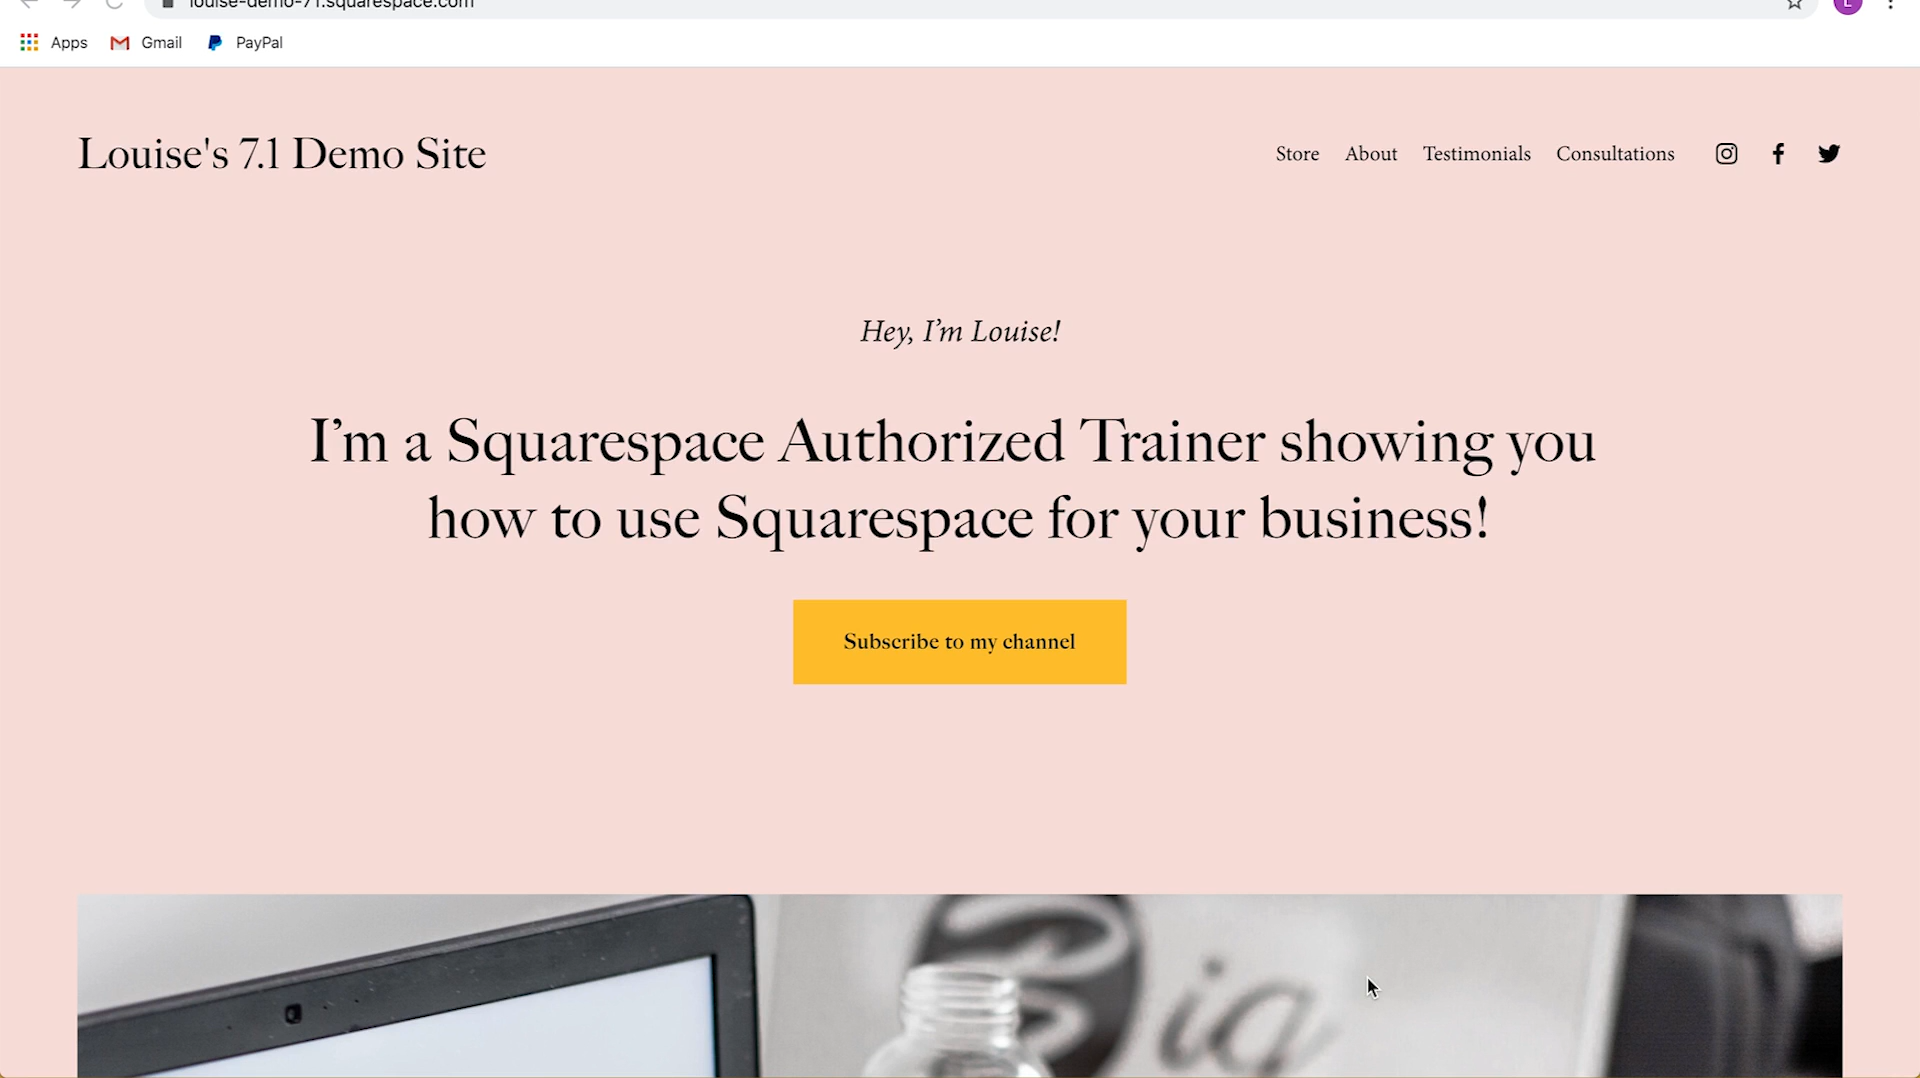 louise-demo-71.squarespace.com
L
Apps Gmail PayPal
Louise's 7.1 Demo Site
Store About Testimonials Consultations
Hey, I’m Louise!
I’m a Squarespace Authorized Trainer showing you
how to use Squarespace for your business!
Subscribe to my channel